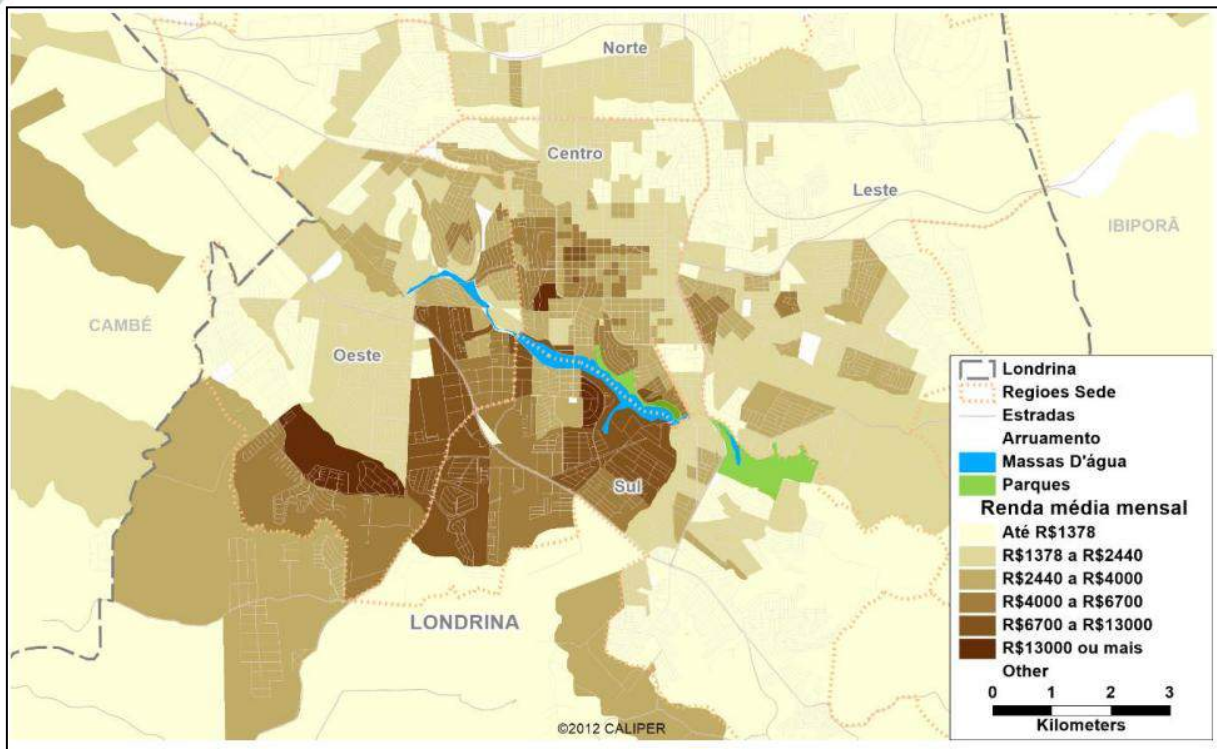 Norte
Centro
Leste
IBIPORÃ
CAMBÉ
Oeste
Sul
LONDRINA
©2012 CALIPER
Londrina
Regioes Sede
Estradas
Arruamento
Massas D'água
Parques
Renda média mensal
Até R$1378
R$1378 a R$2440
R$2440 a R$4000
R$4000 a R$6700
R$6700 a R$13000
R$13000 ou mais
Other
0 1 2 3
Kilometers